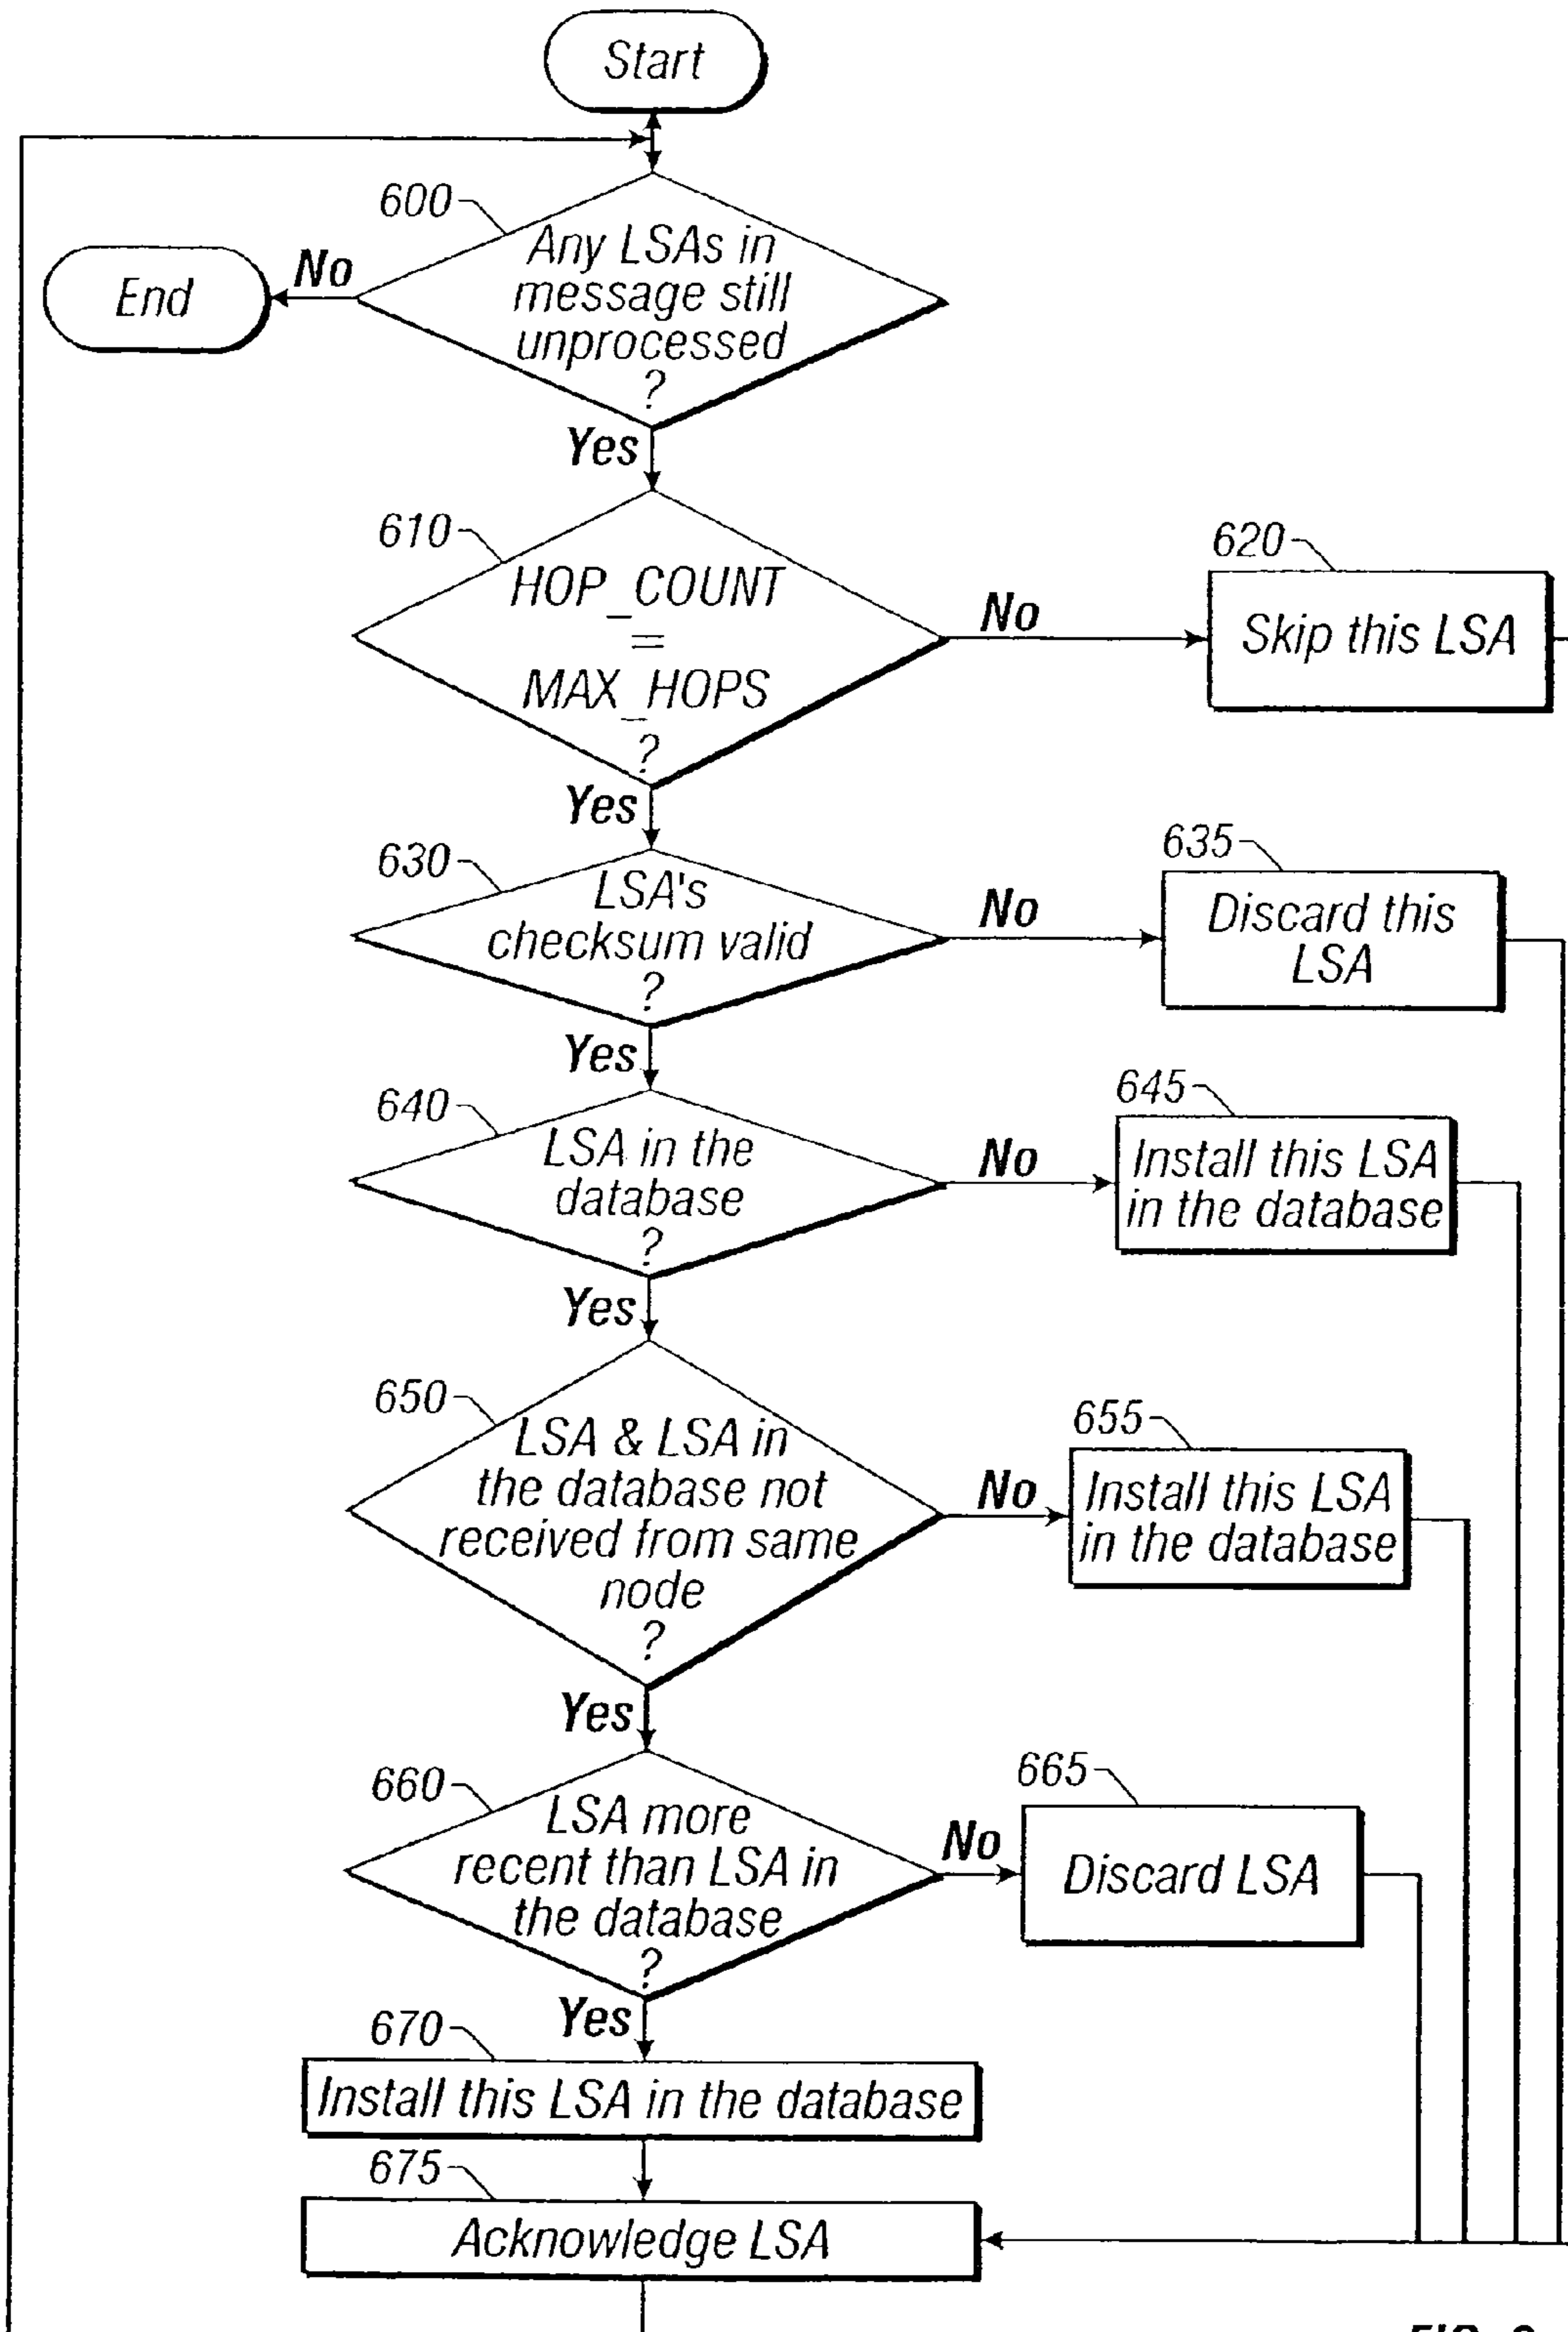 Start
600
Any LSAs in
message still
unprocessed
?
No
End
Yes
610
HOP_COUNT
=
MAX_HOPS
?
No
620
Skip this LSA
Yes
630
LSA's
checksum valid
?
No
635
Discard this
LSA
Yes
640
LSA in the
database
?
No
645
Install this LSA
in the database
Yes
650
LSA & LSA in
the database not
received from same
node
?
No
655
Install this LSA
in the database
Yes
660
LSA more
recent than LSA in
the database
?
No
665
Discard LSA
Yes
670
Install this LSA in the database
675
Acknowledge LSA